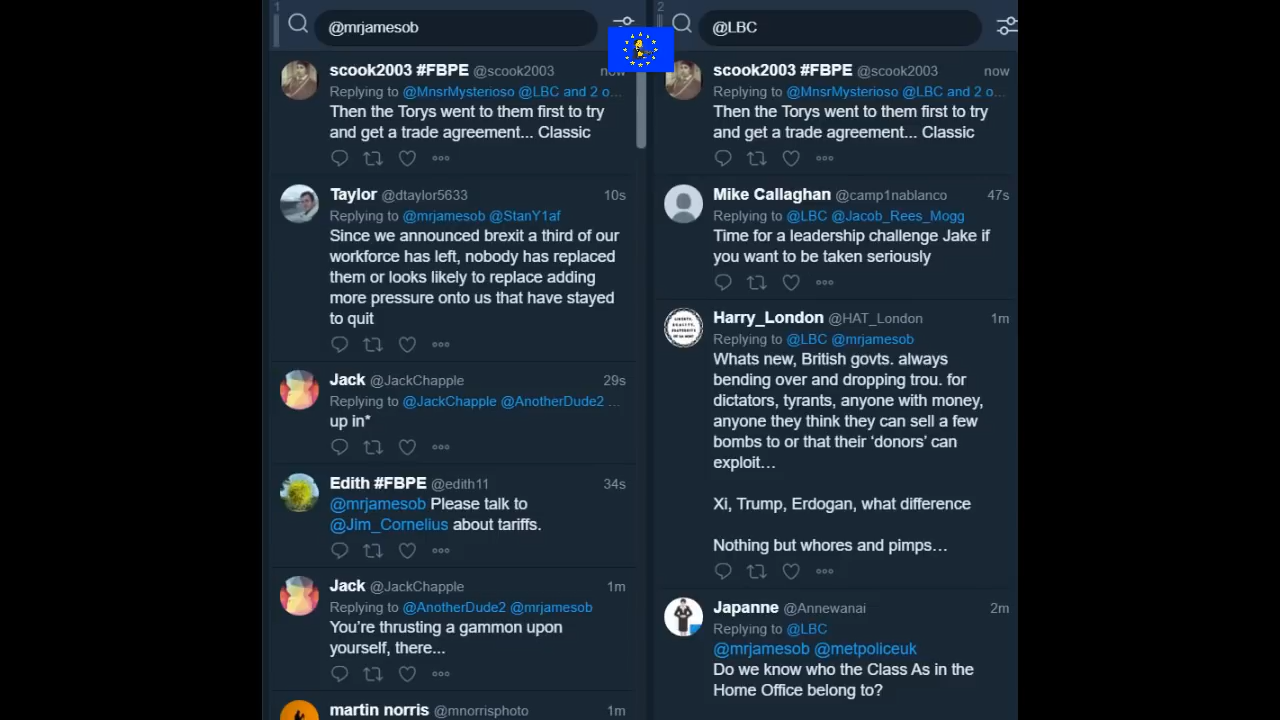 1
@mrjamesob
scook2003 #FBPE @scook2003 now
Replying to @MnsrMysterioso @LBC and 2 o...
Then the Torys went to them first to try
and get a trade agreement... Classic
Taylor @dtaylor5633 10s
Replying to @mrjamesob @StanY1af
Since we announced brexit a third of our
workforce has left, nobody has replaced
them or looks likely to replace adding
more pressure onto us that have stayed
to quit
Jack @JackChapple 29s
Replying to @JackChapple @AnotherDude2 ...
up in*
Edith #FBPE @edith11 34s
@mrjamesob Please talk to
@Jim_Cornelius about tariffs.
Jack @JackChapple 1m
Replying to @AnotherDude2 @mrjamesob
You’re thrusting a gammon upon
yourself, there...
martin norris @mnorrisphoto 1m
2
@LBC
scook2003 #FBPE @scook2003 now
Replying to @MnsrMysterioso @LBC and 2 o...
Then the Torys went to them first to try
and get a trade agreement... Classic
Mike Callaghan @camp1nablanco 47s
Replying to @LBC @Jacob_Rees_Mogg
Time for a leadership challenge Jake if
you want to be taken seriously
Harry_London @HAT_London 1m
Replying to @LBC @mrjamesob
Whats new, British govts. always
bending over and dropping trou. for
dictators, tyrants, anyone with money,
anyone they think they can sell a few
bombs to or that their ‘donors’ can
exploit…
Xi, Trump, Erdogan, what difference
Nothing but whores and pimps…
Japanne @Annewanai 2m
Replying to @LBC
@mrjamesob @metpoliceuk
Do we know who the Class As in the
Home Office belong to?